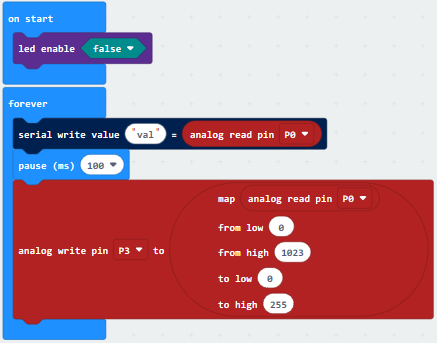 on start
led enable false
forever
serial write value "val" = analog read pin P0
pause (ms) 100
map analog read pin P0
from low 0
from high 1023
analog write pin P3 to
to low 0
to high 255